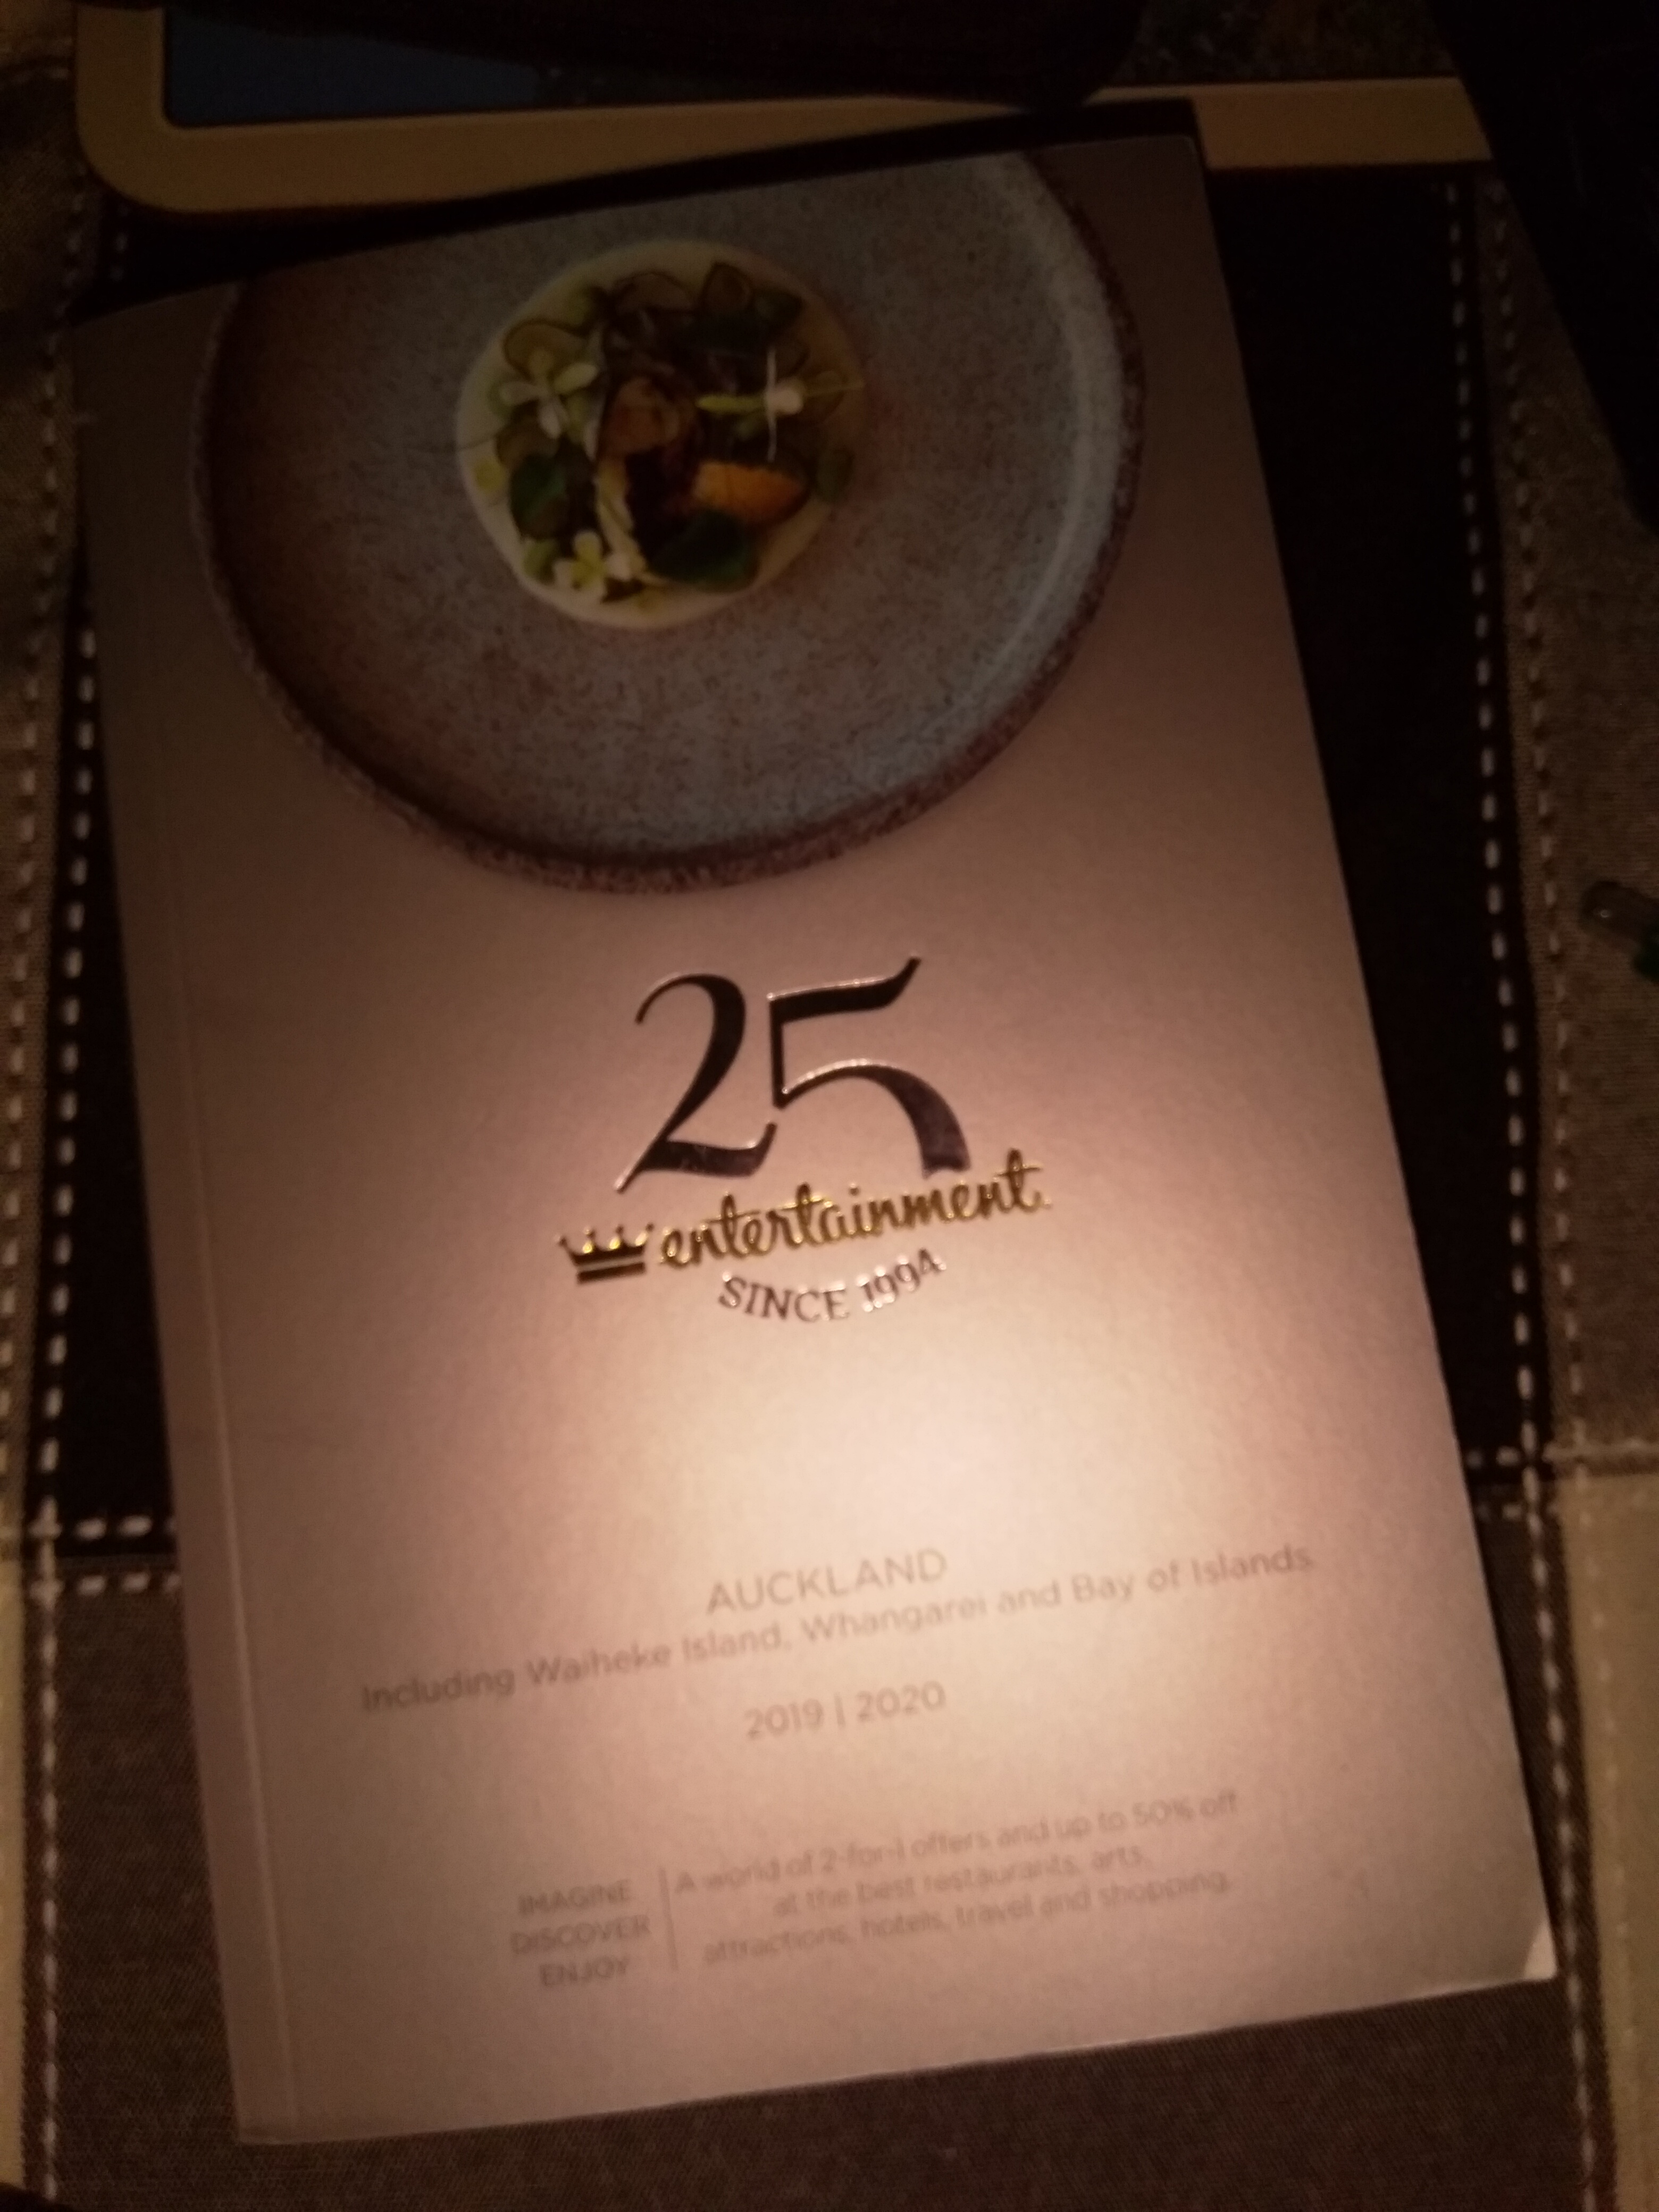 25
entertainment.
SINCE 1994
AUCKLAND
Including Waiheke Island, Whangarei and Bay of Islands
2019 | 2020
IMAGINE
DISCOVER
ENJOY
A world of 2-for-1 offers and up to 50% off
at the best restaurants, arts,
attractions, hotels, travel and shopping.